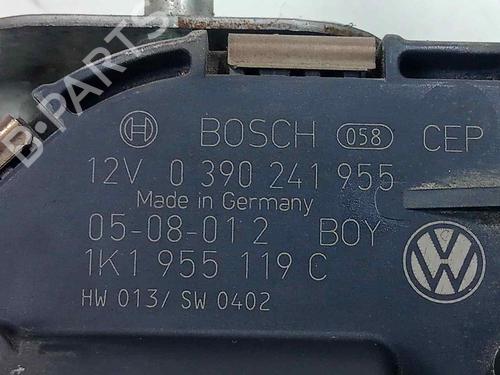 B-PARTS
BOSCH 058 CEP
12V 0 390 241 955
Made in Germany
05-08-01 2 BOY
1K1 955 119 C
HW 013/ SW 0402